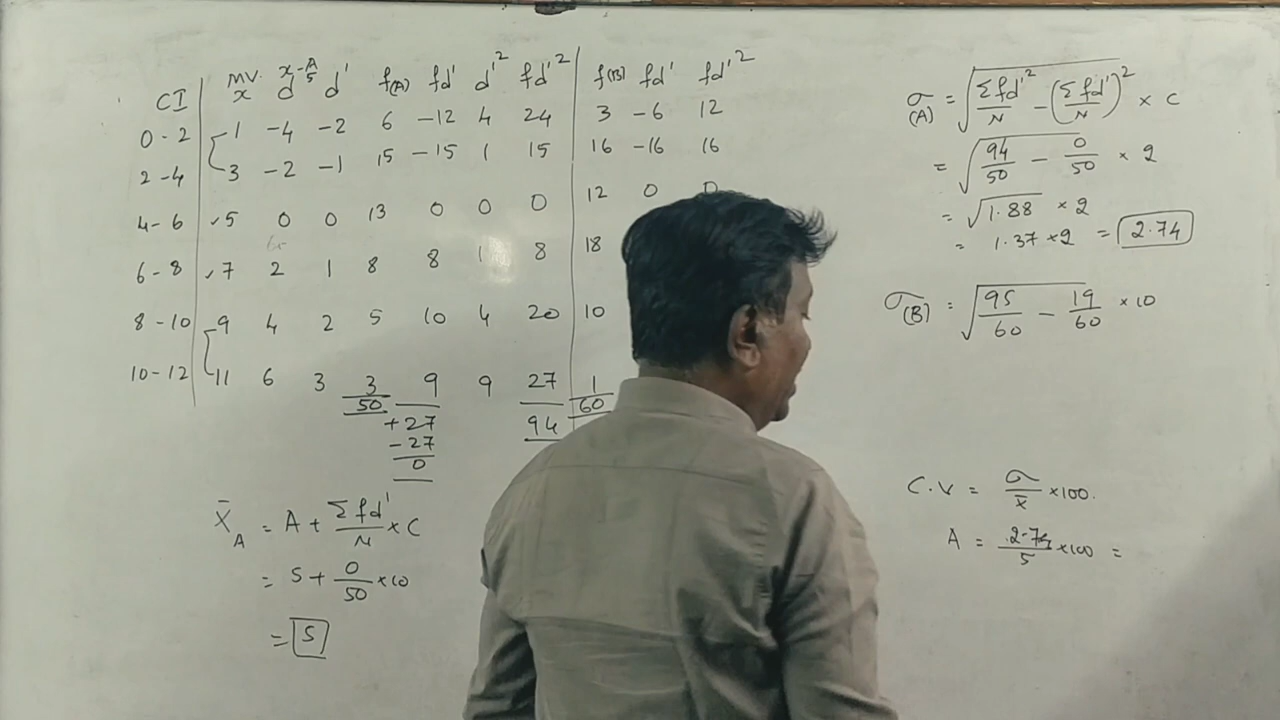 CI | MV. x | x-A/5 d | d' | f(A) | fd' | d'² | fd'² | f(B) | fd' | fd'²
0-2 | 1 | -4 | -2 | 6 | -12 | 4 | 24 | 3 | -6 | 12
2-4 | 3 | -2 | -1 | 15 | -15 | 1 | 15 | 16 | -16 | 16
4-6 | 5 | 0 | 0 | 13 | 0 | 0 | 0 | 12 | 0
6-8 | 7 | 2 | 1 | 8 | 8 | 1 | 8 | 18
8-10 | 9 | 4 | 2 | 5 | 10 | 4 | 20 | 10
10-12 | 11 | 6 | 3 | 3 | 9 | 9 | 27 | 1
50 +27 94 60
-27
0
X̄A = A + Σfd'/N × C
= 5 + 0/50 × 10
= 5
σ(A) = √(Σfd'²/N - (Σfd'/N)²) × C
= √(94/50 - 0/50) × 2
= √1.88 × 2
= 1.37 × 2 = 2.74
σ(B) = √(95/60 - 19/60) × 10
C.V = σ/x̄ × 100.
A = 2.74/5 × 100 =